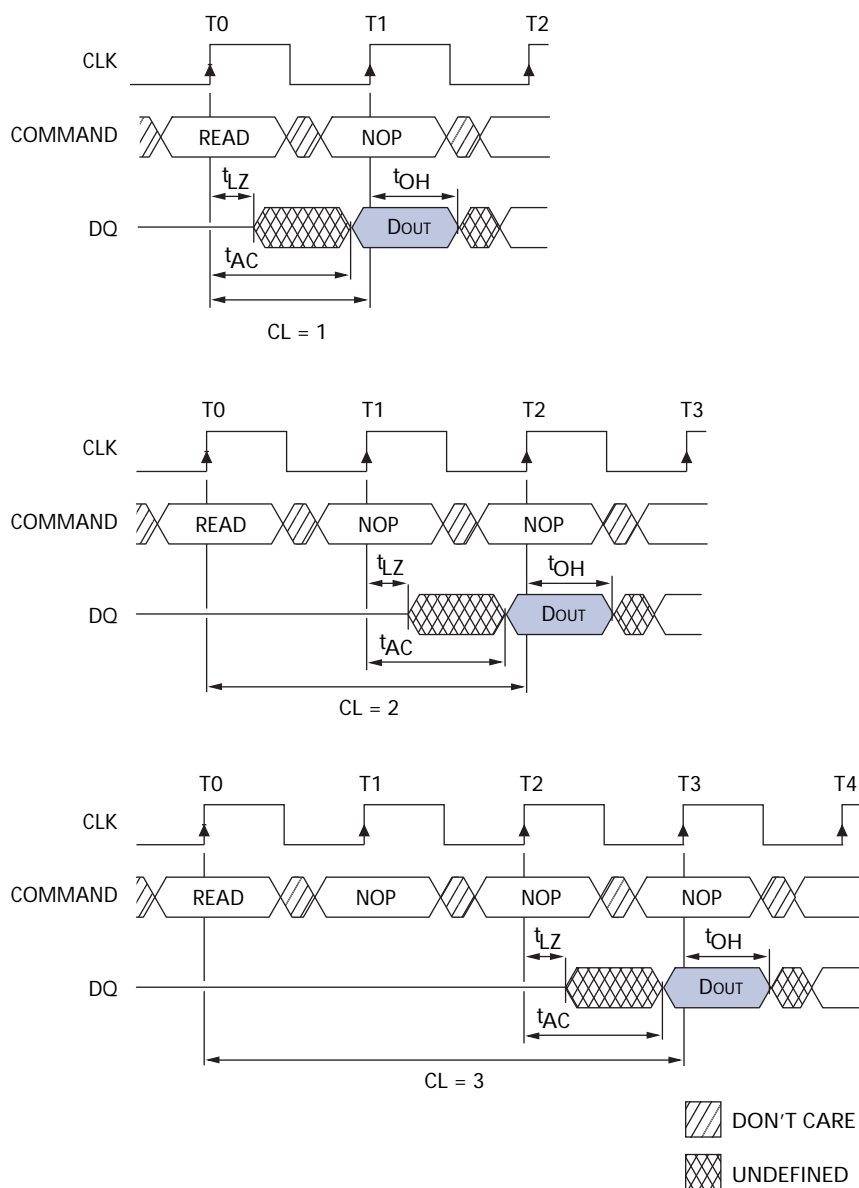 T0 T1 T2
CLK
COMMAND READ NOP
tLZ tOH
DQ DOUT
tAC
CL = 1
T0 T1 T2 T3
CLK
COMMAND READ NOP NOP
tLZ tOH
DQ DOUT
tAC
CL = 2
T0 T1 T2 T3 T4
CLK
COMMAND READ NOP NOP NOP
tLZ tOH
DQ DOUT
tAC
CL = 3
DON'T CARE
UNDEFINED